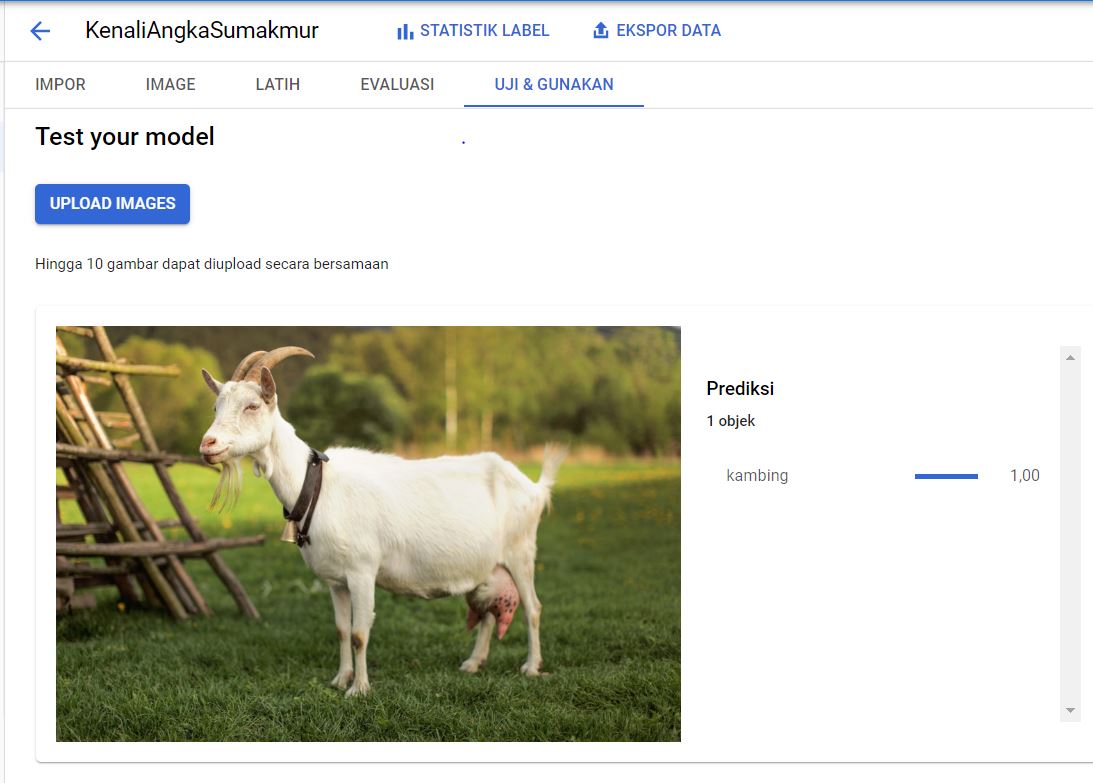 KenaliAngkaSumakmur
STATISTIK LABEL
EKSPOR DATA
IMPOR
IMAGE
LATIH
EVALUASI
UJI & GUNAKAN
Test your model
UPLOAD IMAGES
Hingga 10 gambar dapat diupload secara bersamaan
Prediksi
1 objek
kambing 1,00